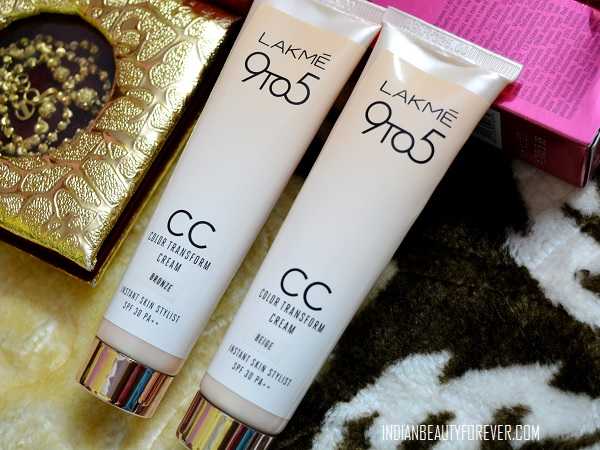 LAKMĒ
9to5
CC
COLOR TRANSFORM
CREAM
BRONZE
INSTANT SKIN STYLIST
SPF 30 PA++
LAKMĒ
9to5
CC
COLOR TRANSFORM
CREAM
BEIGE
INSTANT SKIN STYLIST
SPF 30 PA++
INDIANBEAUTYFOREVER.COM